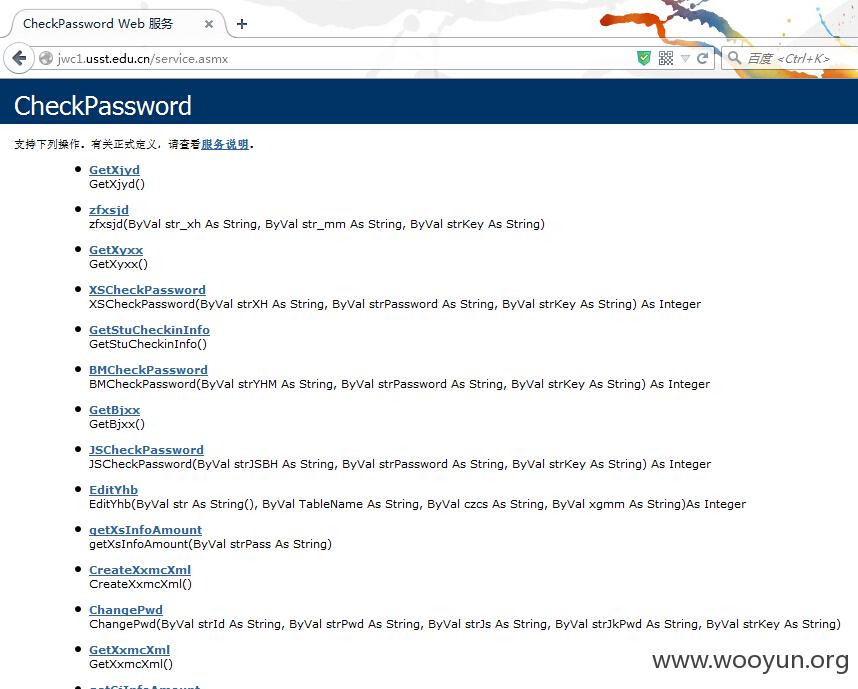 CheckPassword Web 服务
jwc1.usst.edu.cn/service.asmx
百度 <Ctrl+K>
CheckPassword
支持下列操作。有关正式定义，请查看服务说明。
GetXjyd
GetXjyd()
zfxsjd
zfxsjd(ByVal str_xh As String, ByVal str_mm As String, ByVal strKey As String)
GetXyxx
GetXyxx()
XSCheckPassword
XSCheckPassword(ByVal strXH As String, ByVal strPassword As String, ByVal strKey As String) As Integer
GetStuCheckinInfo
GetStuCheckinInfo()
BMCheckPassword
BMCheckPassword(ByVal strYHM As String, ByVal strPassword As String, ByVal strKey As String) As Integer
GetBjxx
GetBjxx()
JSCheckPassword
JSCheckPassword(ByVal strJSBH As String, ByVal strPassword As String, ByVal strKey As String) As Integer
EditYhb
EditYhb(ByVal str As String(), ByVal TableName As String, ByVal czcs As String, ByVal xgmm As String)As Integer
getXsInfoAmount
getXsInfoAmount(ByVal strPass As String)
CreateXxmcXml
CreateXxmcXml()
ChangePwd
ChangePwd(ByVal strId As String, ByVal strPwd As String, ByVal strJs As String, ByVal strJkPwd As String, ByVal strKey As String)
GetXxmcXml
GetXxmcXml()
www.wooyun.org